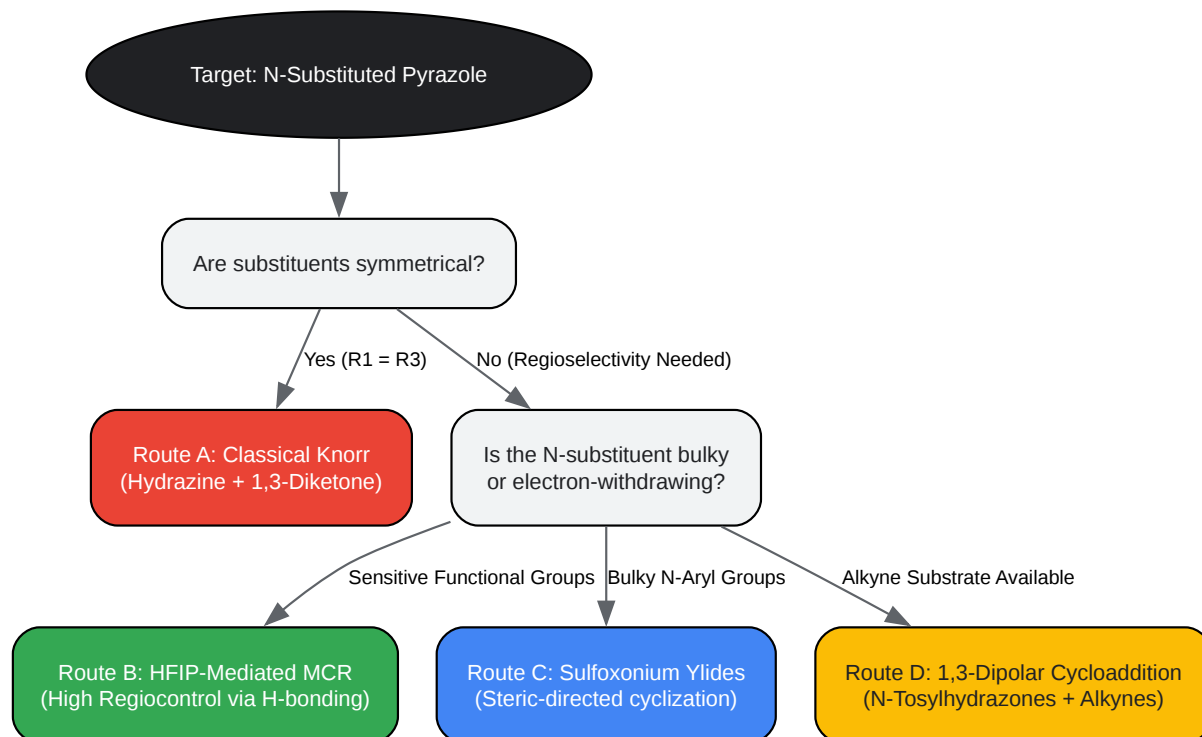 Target: N-Substituted Pyrazole
Are substituents symmetrical?
Yes (R1 = R3)
No (Regioselectivity Needed)
Route A: Classical Knorr
(Hydrazine + 1,3-Diketone)
Is the N-substituent bulky
or electron-withdrawing?
Sensitive Functional Groups
Bulky N-Aryl Groups
Alkyne Substrate Available
Route B: HFIP-Mediated MCR
(High Regiocontrol via H-bonding)
Route C: Sulfoxonium Ylides
(Steric-directed cyclization)
Route D: 1,3-Dipolar Cycloaddition
(N-Tosylhydrazones + Alkynes)